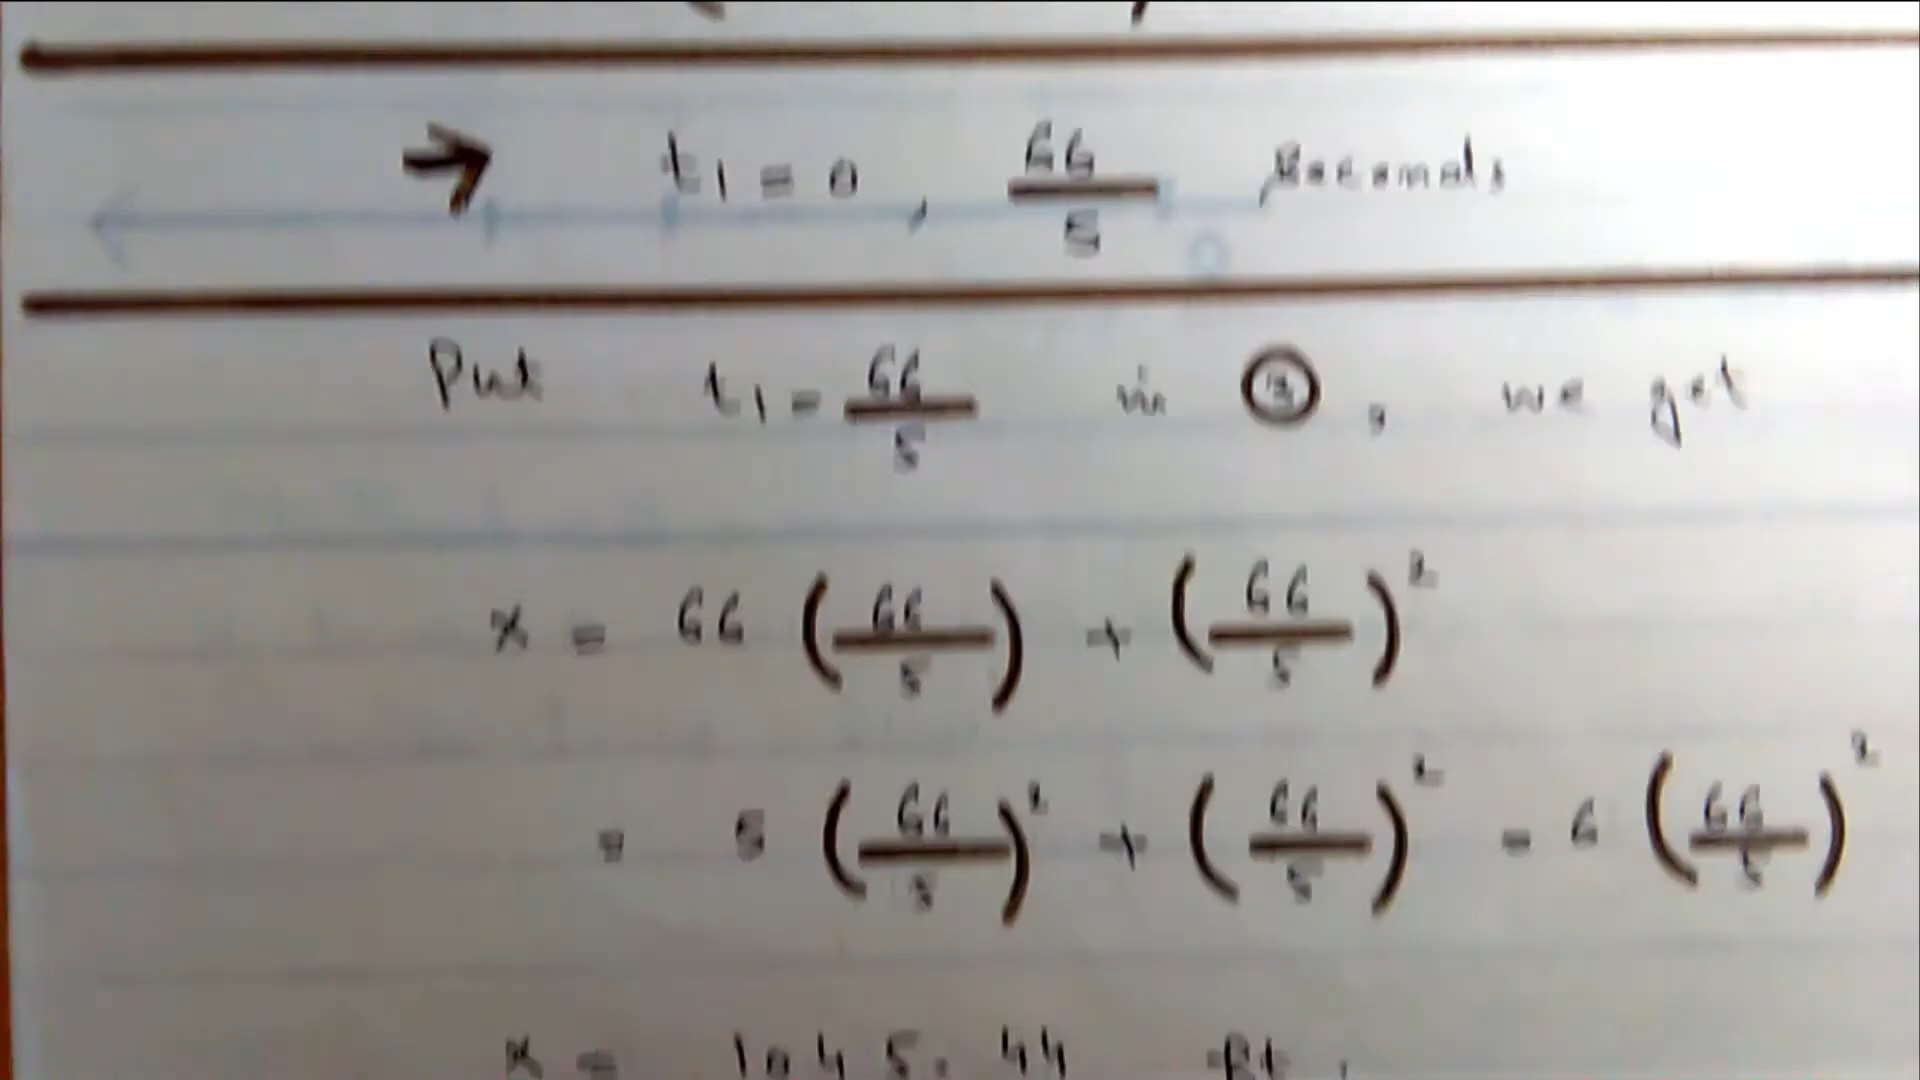 → t₁ = 0 , 66/5 seconds
Put t₁ = 66/5 in ③ , we get
x = 66 (66/5) + (66/5)²
= 5 (66/5)² + (66/5)² = 6 (66/5)²
x = 1045.44 ft.